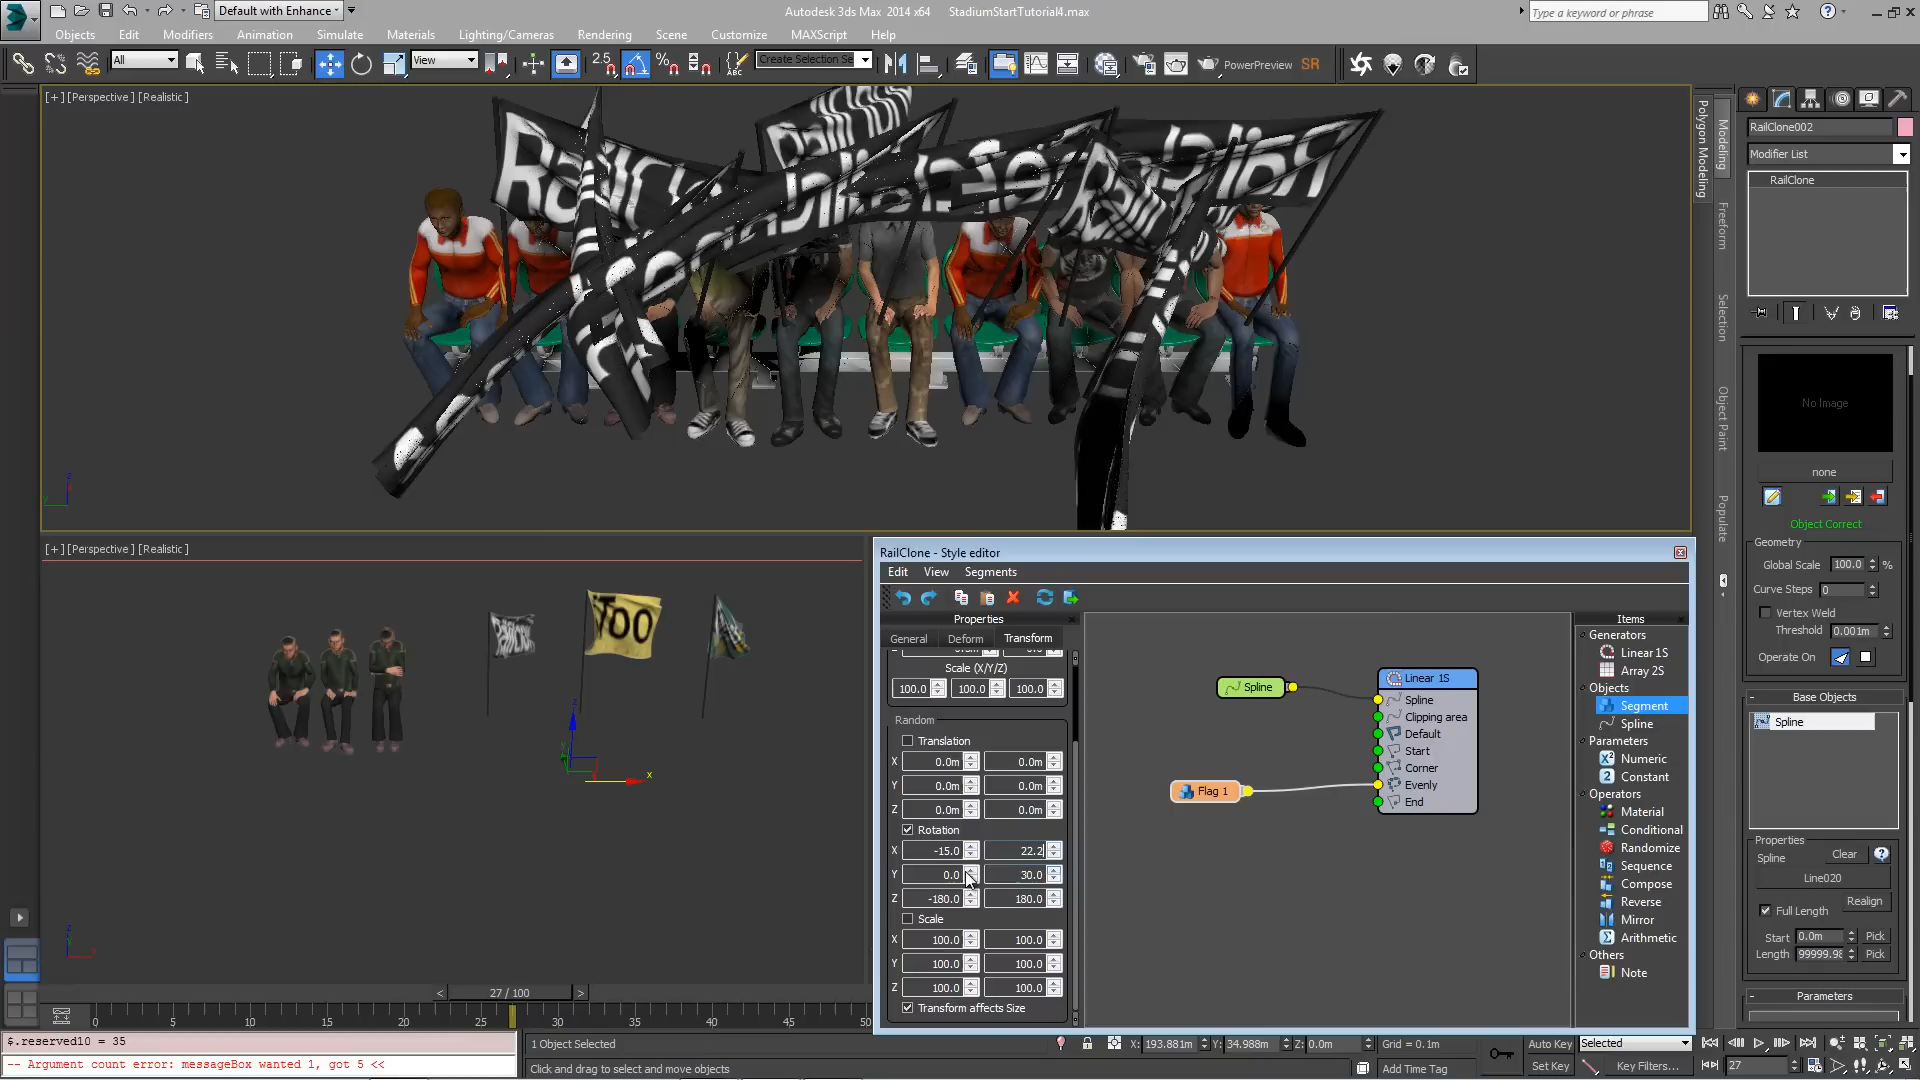 Default with Enhance
Autodesk 3ds Max 2014 x64 StadiumStartTutorial4.max
Type a keyword or phrase
Edit Modifiers Animation Simulate Materials Lighting/Cameras Rendering Scene Customize MAXScript Help
All View 2.5 Create Selection Se PowerPreview SR
[+] [Perspective] [Realistic]
RailClone002
Modifier List
RailClone
Polygon Modeling
Modeling
Freeform
Selection
Object Paint
Populate
No Image
none
Object Correct
Geometry
Global Scale 100.0 %
Curve Steps 0
Vertex Weld
Threshold 0.001m
Operate On
[+] [Perspective] [Realistic]
RailClone
TOO
x
z
RailClone - Style editor
Edit View Segments
Properties
General Deform Transform
Scale (X/Y/Z)
100.0 100.0 100.0
Random
Translation
X 0.0m 0.0m
Y 0.0m 0.0m
Z 0.0m 0.0m
Rotation
X -15.0 22.2
Y 0.0 30.0
Z -180.0 180.0
Scale
X 100.0 100.0
Y 100.0 100.0
Z 100.0 100.0
Transform affects Size
Spline
Flag 1
Linear 1S
Spline
Clipping area
Default
Start
Corner
Evenly
End
Items
Generators
Linear 1S
Array 2S
Objects
Segment
Spline
Parameters
Numeric
Constant
Operators
Material
Conditional
Randomize
Sequence
Compose
Reverse
Mirror
Arithmetic
Others
Note
Base Objects
Spline
Properties
Spline Clear
Line020
Full Length Realign
Start 0.0m Pick
Length 99999.98 Pick
Parameters
27 / 100
0 5 10 15 20 25 30 35 40 45 50
$.reserved10 = 35
-- Argument count error: messageBox wanted 1, got 5 <<
1 Object Selected
Click and drag to select and move objects
X: 193.881m Y: 34.988m Z: 0.0m Grid = 0.1m
Add Time Tag
Auto Key Selected
Set Key Key Filters...
27